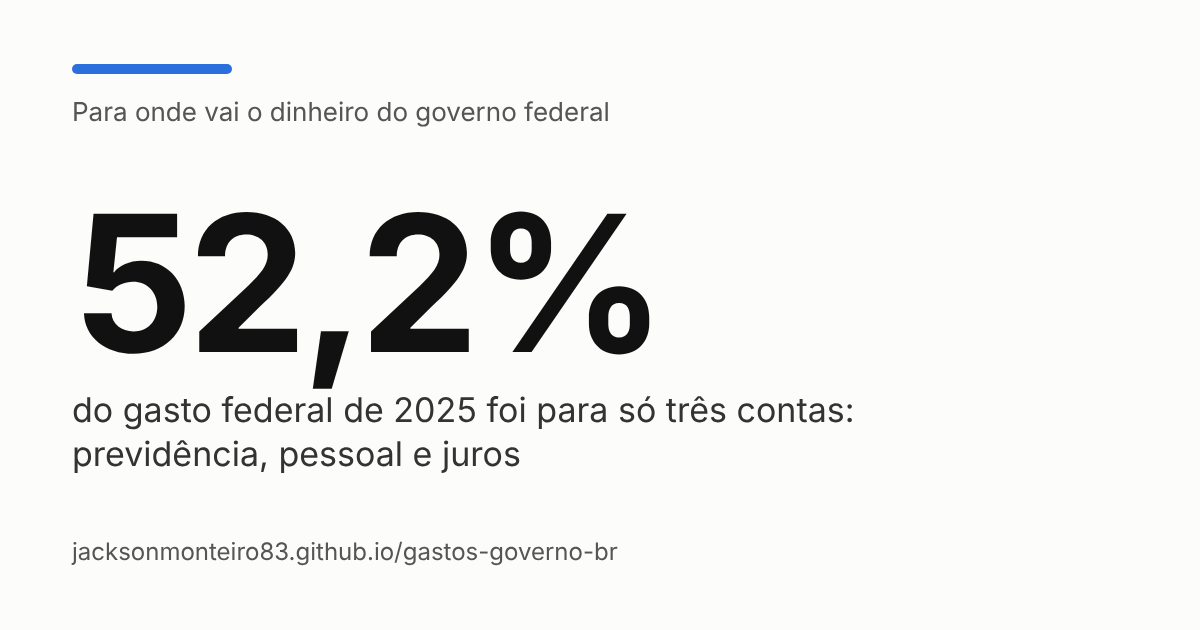 Para onde vai o dinheiro do governo federal
52,2%
do gasto federal de 2025 foi para só três contas:
previdência, pessoal e juros
jacksonmonteiro83.github.io/gastos-governo-br